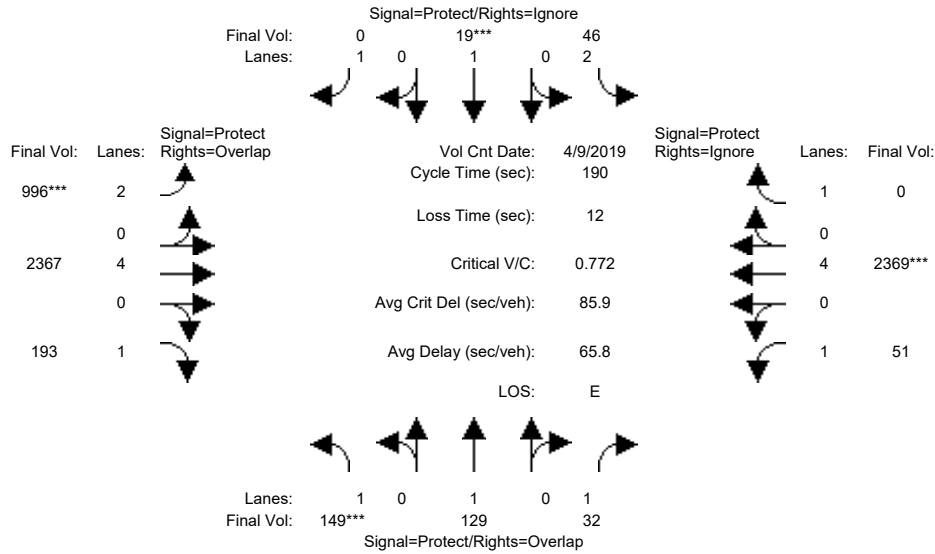 Signal=Protect/Rights=Ignore
Final Vol: 0 19*** 46
Lanes: 1 0 1 0 2
Signal=Protect
Final Vol: Lanes: Rights=Overlap
Vol Cnt Date: 4/9/2019
Signal=Protect
Rights=Ignore Lanes: Final Vol:
Cycle Time (sec): 190
996*** 2
1 0
Loss Time (sec): 12
0
0
2367 4
Critical V/C: 0.772
4 2369***
0
Avg Crit Del (sec/veh): 85.9
0
193 1
Avg Delay (sec/veh): 65.8
1 51
LOS: E
Lanes: 1 0 1 0 1
Final Vol: 149*** 129 32
Signal=Protect/Rights=Overlap